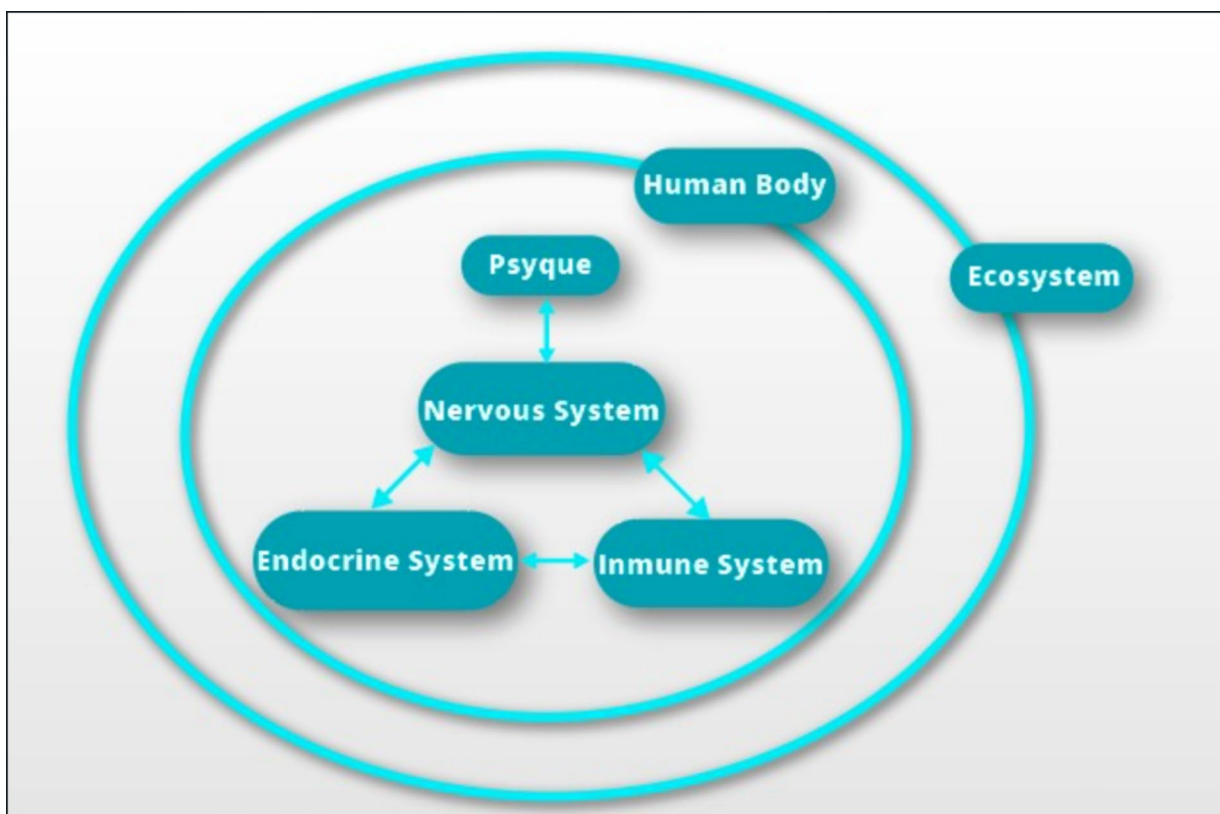 Human Body
Psyque
Ecosystem
Nervous System
Endocrine System
Inmune System